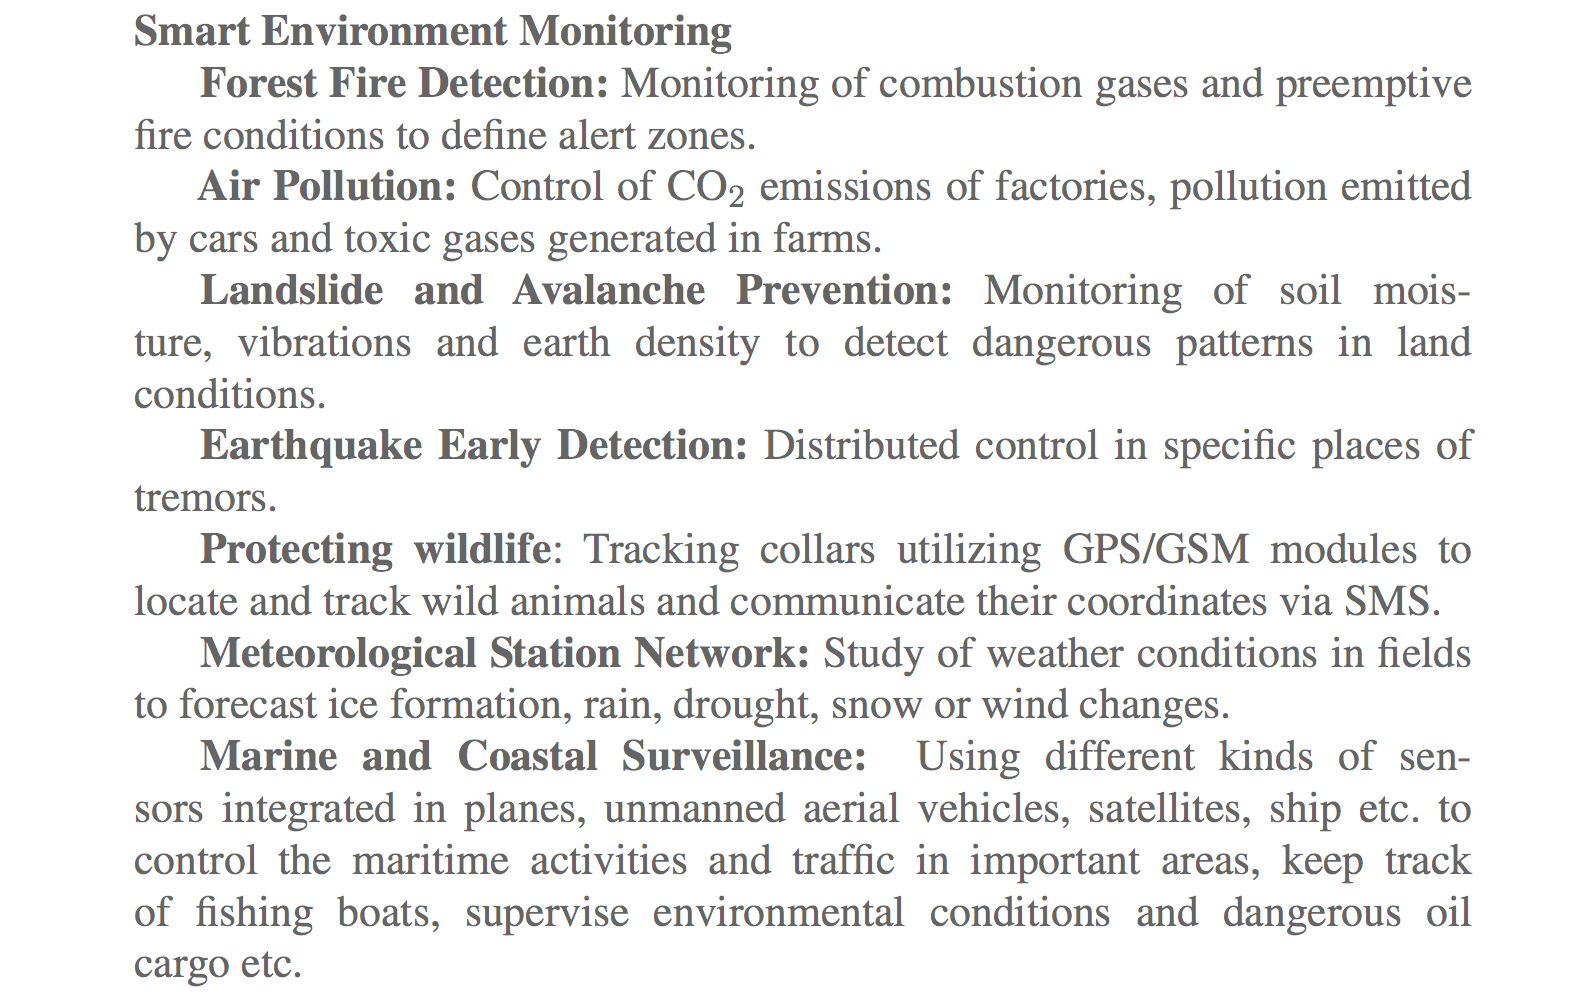 Smart Environment Monitoring
Forest Fire Detection: Monitoring of combustion gases and preemptive
fire conditions to define alert zones.
Air Pollution: Control of CO₂ emissions of factories, pollution emitted
by cars and toxic gases generated in farms.
Landslide and Avalanche Prevention: Monitoring of soil mois-
ture, vibrations and earth density to detect dangerous patterns in land
conditions.
Earthquake Early Detection: Distributed control in specific places of
tremors.
Protecting wildlife: Tracking collars utilizing GPS/GSM modules to
locate and track wild animals and communicate their coordinates via SMS.
Meteorological Station Network: Study of weather conditions in fields
to forecast ice formation, rain, drought, snow or wind changes.
Marine and Coastal Surveillance: Using different kinds of sen-
sors integrated in planes, unmanned aerial vehicles, satellites, ship etc. to
control the maritime activities and traffic in important areas, keep track
of fishing boats, supervise environmental conditions and dangerous oil
cargo etc.